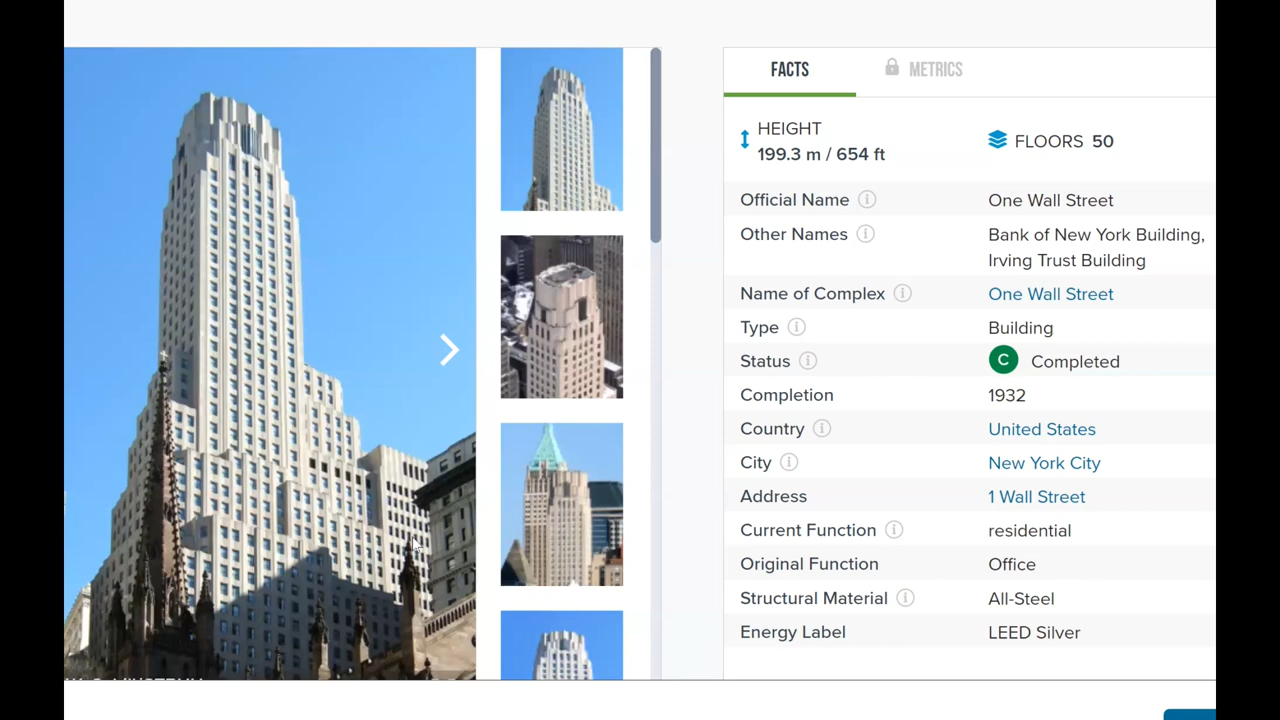 FACTS
METRICS
HEIGHT
199.3 m / 654 ft
FLOORS 50
Official Name One Wall Street
Other Names Bank of New York Building,
Irving Trust Building
Name of Complex One Wall Street
Type Building
Status C Completed
Completion 1932
Country United States
City New York City
Address 1 Wall Street
Current Function residential
Original Function Office
Structural Material All-Steel
Energy Label LEED Silver